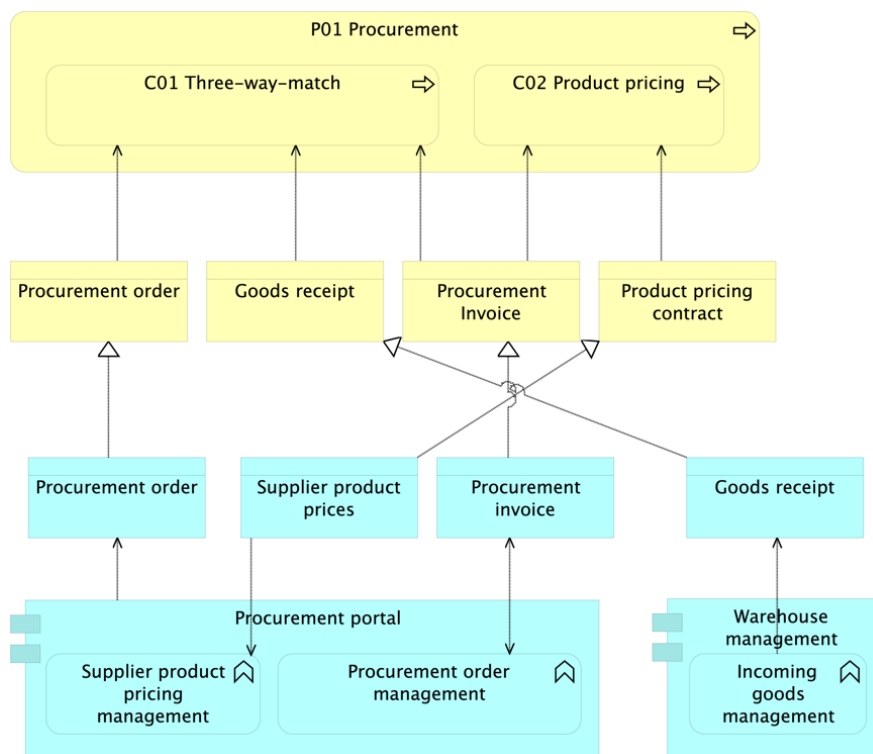 P01 Procurement
C01 Three-way-match
C02 Product pricing
Procurement order
Goods receipt
Procurement
Invoice
Product pricing
contract
Procurement order
Supplier product
prices
Procurement
invoice
Goods receipt
Procurement portal
Warehouse
management
Supplier product
pricing
management
Procurement order
management
Incoming
goods
management